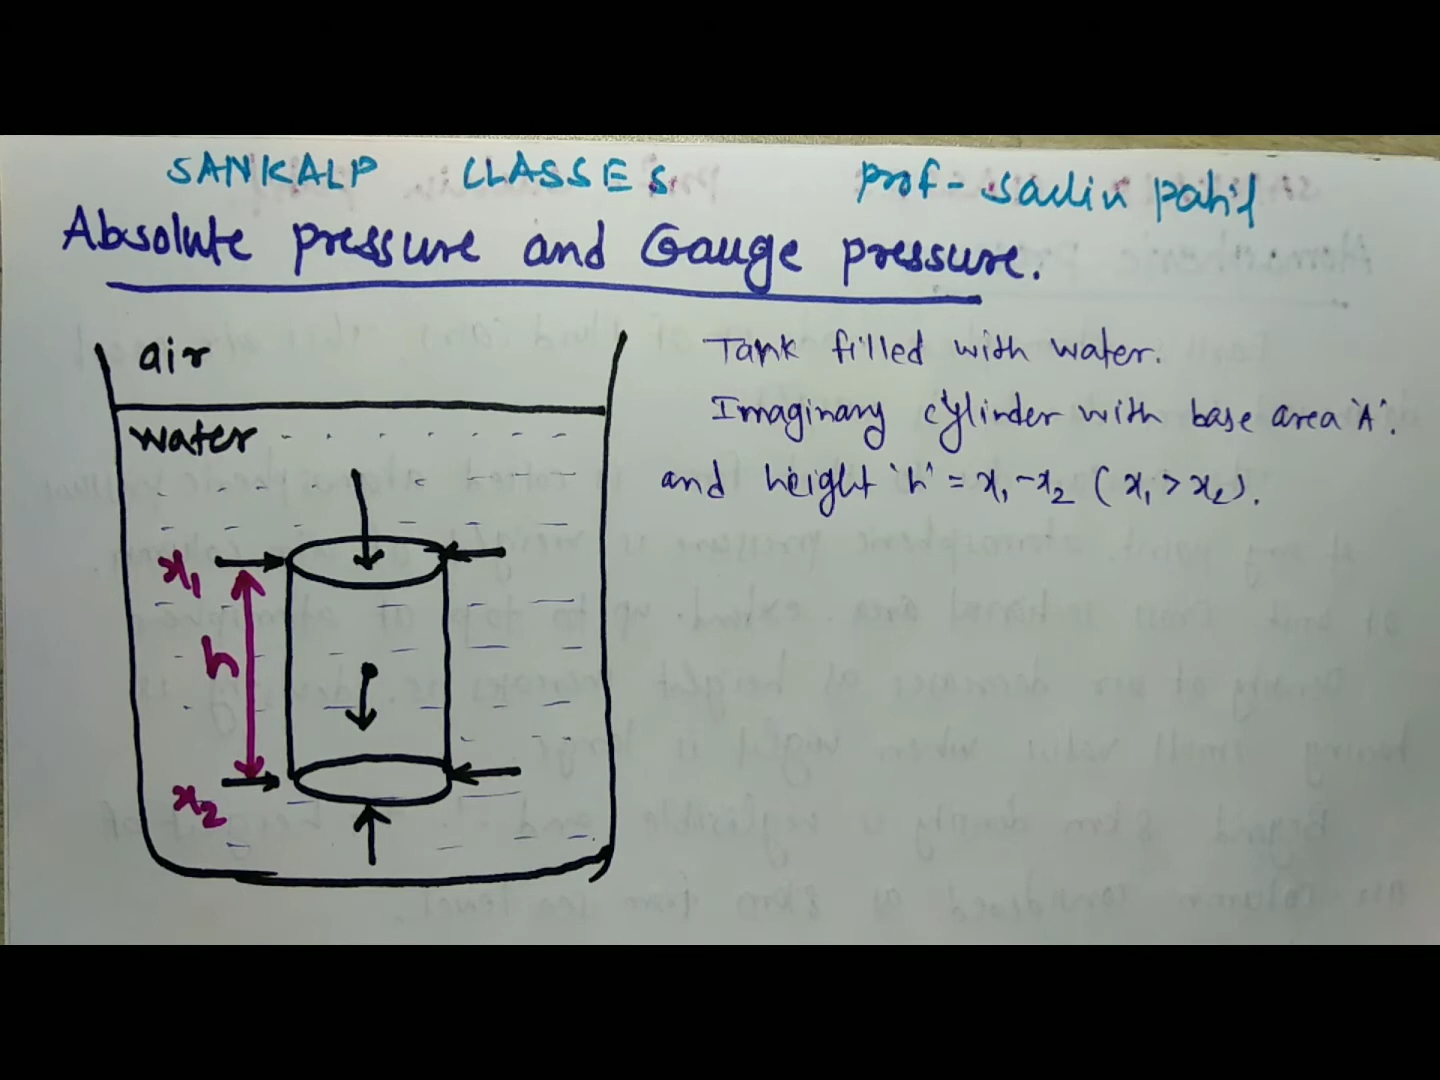 SANKALP CLASSES
Prof- Sachin Patil
Absolute pressure and Gauge pressure.
air
Tank filled with water.
Imaginary cylinder with base area 'A'.
water
and height 'h' = x₁-x₂ (x₁ > x₂).
x₁
h
x₂